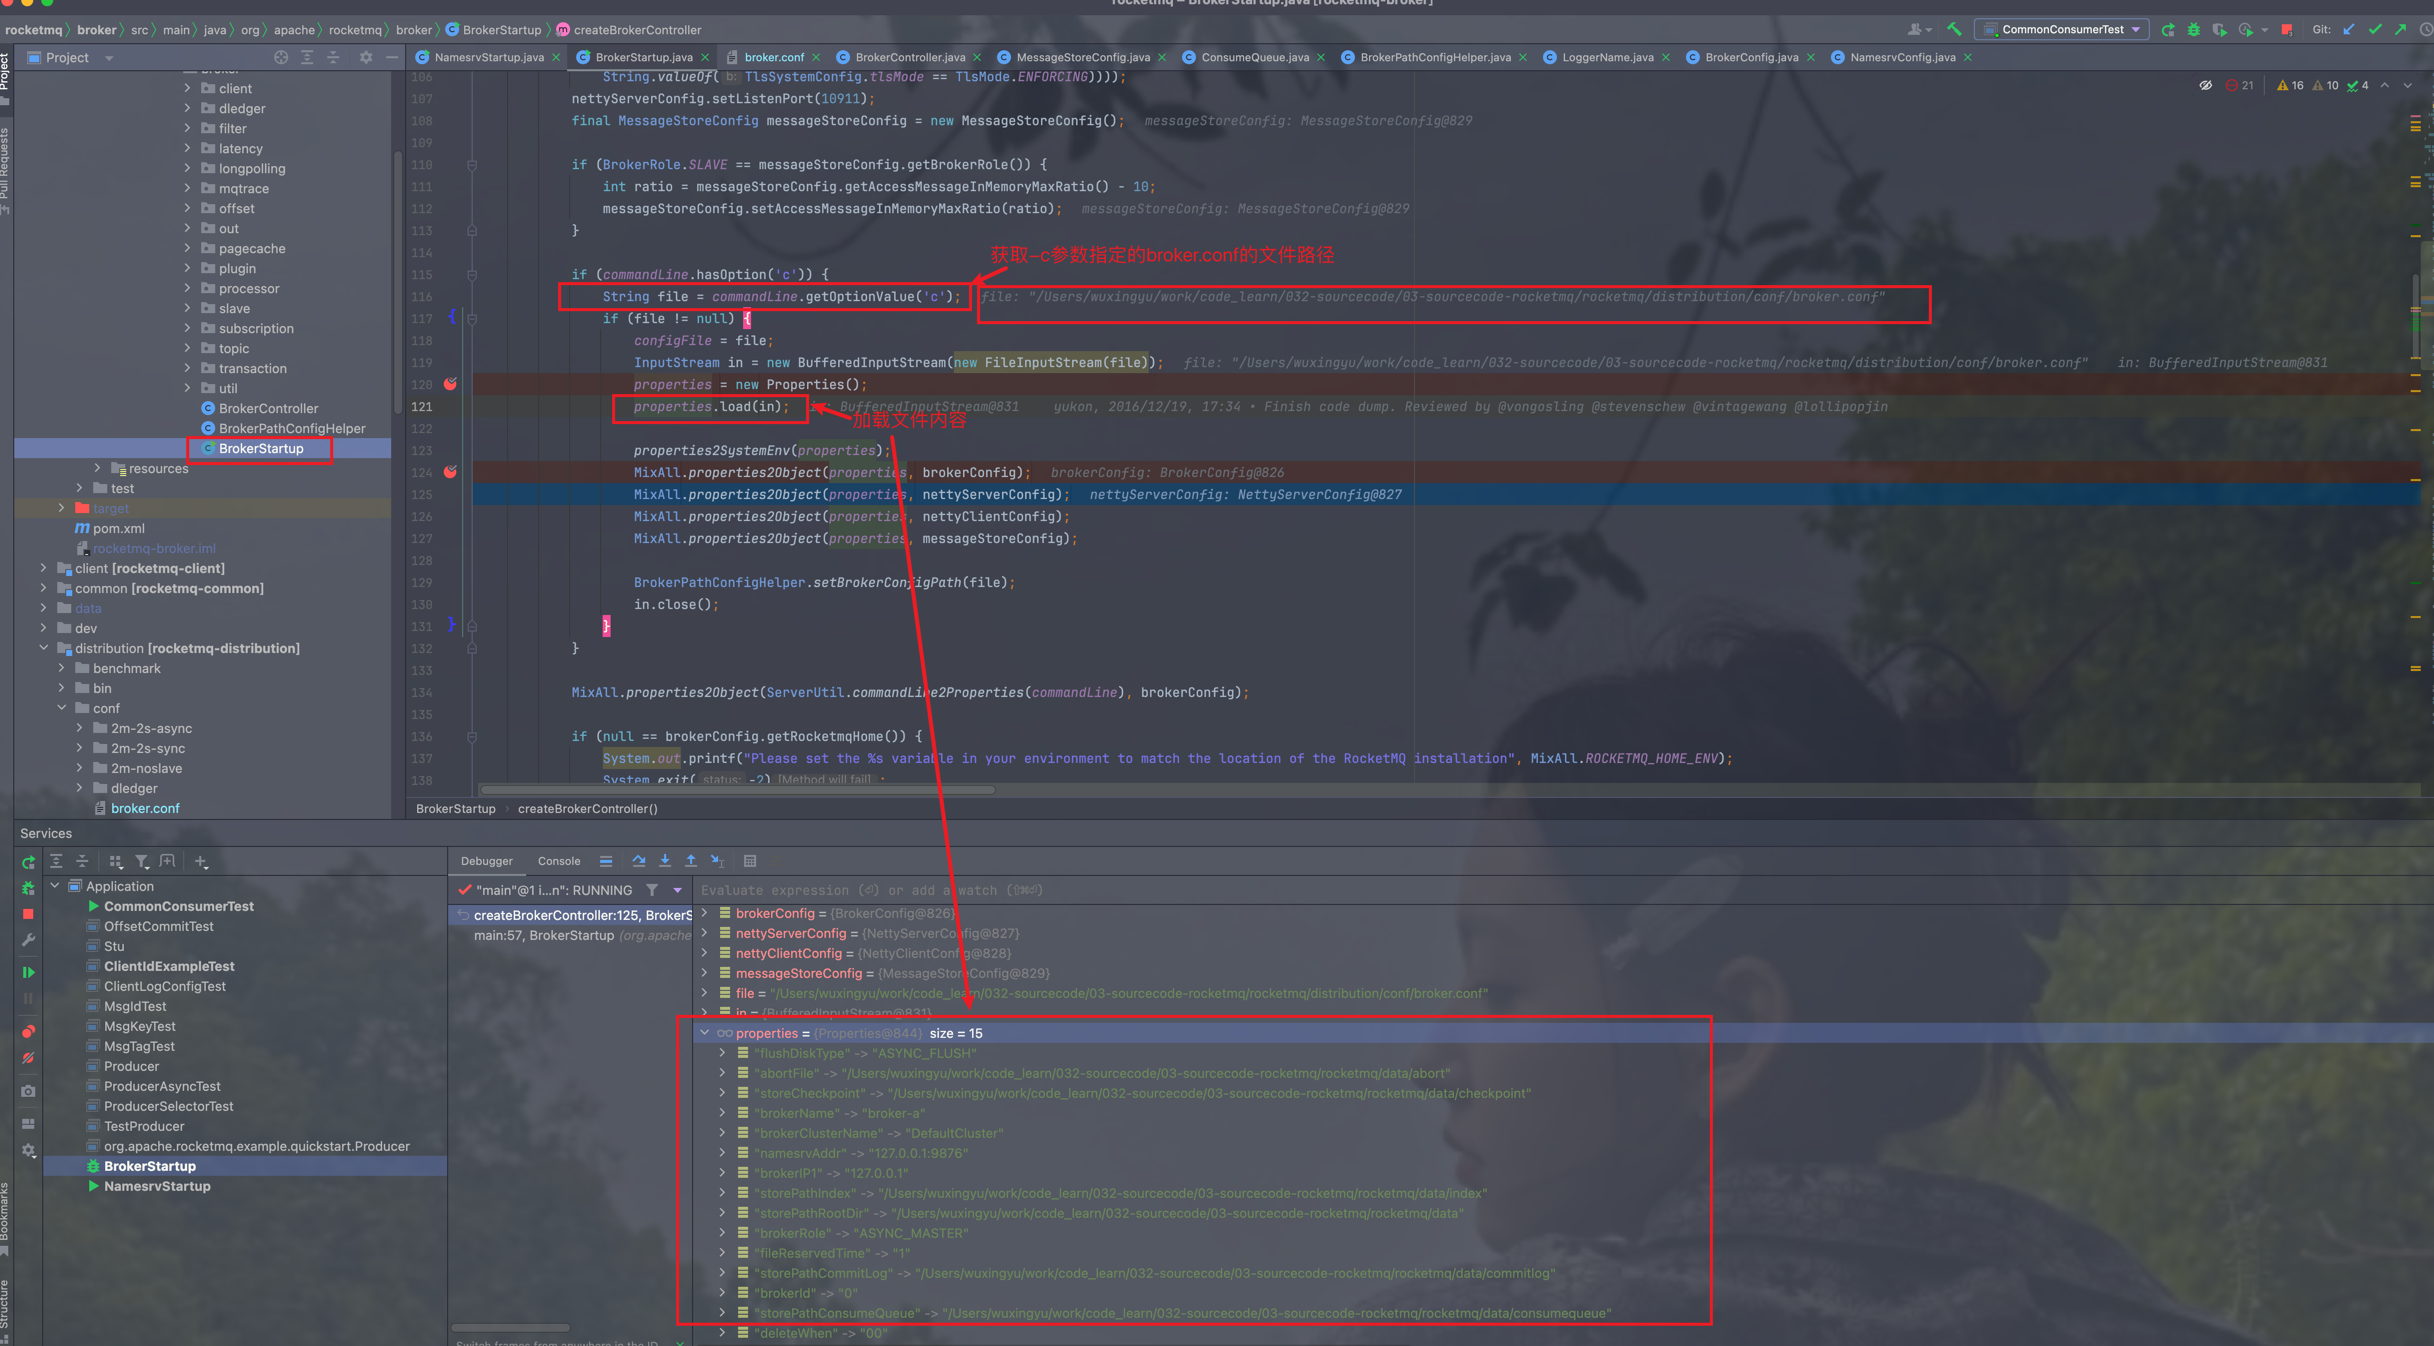 rocketmq – BrokerStartup.java [rocketmq-broker]
rocketmq › broker › src › main › java › org › apache › rocketmq › broker › BrokerStartup › createBrokerController
CommonConsumerTest
Git:
Project
NamesrvStartup.java
BrokerStartup.java
broker.conf
BrokerController.java
MessageStoreConfig.java
ConsumeQueue.java
BrokerPathConfigHelper.java
LoggerName.java
BrokerConfig.java
NamesrvConfig.java
Project
Pull Requests
Bookmarks
Structure
broker
client
dledger
filter
latency
longpolling
mqtrace
offset
out
pagecache
plugin
processor
slave
subscription
topic
transaction
util
BrokerController
BrokerPathConfigHelper
BrokerStartup
resources
test
target
pom.xml
rocketmq-broker.iml
client [rocketmq-client]
common [rocketmq-common]
data
dev
distribution [rocketmq-distribution]
benchmark
bin
conf
2m-2s-async
2m-2s-sync
2m-noslave
dledger
broker.conf
21 16 10 4
106 String.valueOf( b: TlsSystemConfig.tlsMode == TlsMode.ENFORCING))));
107 nettyServerConfig.setListenPort(10911);
108 final MessageStoreConfig messageStoreConfig = new MessageStoreConfig(); messageStoreConfig: MessageStoreConfig@829
109
110 if (BrokerRole.SLAVE == messageStoreConfig.getBrokerRole()) {
111 int ratio = messageStoreConfig.getAccessMessageInMemoryMaxRatio() - 10;
112 messageStoreConfig.setAccessMessageInMemoryMaxRatio(ratio); messageStoreConfig: MessageStoreConfig@829
113 }
114
获取–c参数指定的broker.conf的文件路径
115 if (commandLine.hasOption('c')) {
116 String file = commandLine.getOptionValue('c'); file: "/Users/wuxingyu/work/code_learn/032-sourcecode/03-sourcecode-rocketmq/rocketmq/distribution/conf/broker.conf"
117 if (file != null) {
118 configFile = file;
119 InputStream in = new BufferedInputStream(new FileInputStream(file)); file: "/Users/wuxingyu/work/code_learn/032-sourcecode/03-sourcecode-rocketmq/rocketmq/distribution/conf/broker.conf" in: BufferedInputStream@831
120 properties = new Properties();
121 properties.load(in); in: BufferedInputStream@831 yukon, 2016/12/19, 17:34 • Finish code dump. Reviewed by @vongosling @stevenschew @vintagewang @lollipopjin
加载文件内容
122
123 properties2SystemEnv(properties);
124 MixAll.properties2Object(properties, brokerConfig); brokerConfig: BrokerConfig@826
125 MixAll.properties2Object(properties, nettyServerConfig); nettyServerConfig: NettyServerConfig@827
126 MixAll.properties2Object(properties, nettyClientConfig);
127 MixAll.properties2Object(properties, messageStoreConfig);
128
129 BrokerPathConfigHelper.setBrokerConfigPath(file);
130 in.close();
131 }
132 }
133
134 MixAll.properties2Object(ServerUtil.commandLine2Properties(commandLine), brokerConfig);
135
136 if (null == brokerConfig.getRocketmqHome()) {
137 System.out.printf("Please set the %s variable in your environment to match the location of the RocketMQ installation", MixAll.ROCKETMQ_HOME_ENV);
138 System.exit( status: -2) [Method will fail] ;
BrokerStartup › createBrokerController()
Services
Application
CommonConsumerTest
OffsetCommitTest
Stu
ClientIdExampleTest
ClientLogConfigTest
MsgIdTest
MsgKeyTest
MsgTagTest
Producer
ProducerAsyncTest
ProducerSelectorTest
TestProducer
org.apache.rocketmq.example.quickstart.Producer
BrokerStartup
NamesrvStartup
Debugger Console
"main"@1 i...n": RUNNING
createBrokerController:125, BrokerS
main:57, BrokerStartup (org.apache
Switch frames from anywhere in the ID
Evaluate expression (⏎) or add a watch (⇧⌘⏎)
brokerConfig = {BrokerConfig@826}
nettyServerConfig = {NettyServerConfig@827}
nettyClientConfig = {NettyClientConfig@828}
messageStoreConfig = {MessageStoreConfig@829}
file = "/Users/wuxingyu/work/code_learn/032-sourcecode/03-sourcecode-rocketmq/rocketmq/distribution/conf/broker.conf"
in = {BufferedInputStream@831}
properties = {Properties@844} size = 15
"flushDiskType" -> "ASYNC_FLUSH"
"abortFile" -> "/Users/wuxingyu/work/code_learn/032-sourcecode/03-sourcecode-rocketmq/rocketmq/data/abort"
"storeCheckpoint" -> "/Users/wuxingyu/work/code_learn/032-sourcecode/03-sourcecode-rocketmq/rocketmq/data/checkpoint"
"brokerName" -> "broker-a"
"brokerClusterName" -> "DefaultCluster"
"namesrvAddr" -> "127.0.0.1:9876"
"brokerIP1" -> "127.0.0.1"
"storePathIndex" -> "/Users/wuxingyu/work/code_learn/032-sourcecode/03-sourcecode-rocketmq/rocketmq/data/index"
"storePathRootDir" -> "/Users/wuxingyu/work/code_learn/032-sourcecode/03-sourcecode-rocketmq/rocketmq/data"
"brokerRole" -> "ASYNC_MASTER"
"fileReservedTime" -> "1"
"storePathCommitLog" -> "/Users/wuxingyu/work/code_learn/032-sourcecode/03-sourcecode-rocketmq/rocketmq/data/commitlog"
"brokerId" -> "0"
"storePathConsumeQueue" -> "/Users/wuxingyu/work/code_learn/032-sourcecode/03-sourcecode-rocketmq/rocketmq/data/consumequeue"
"deleteWhen" -> "00"